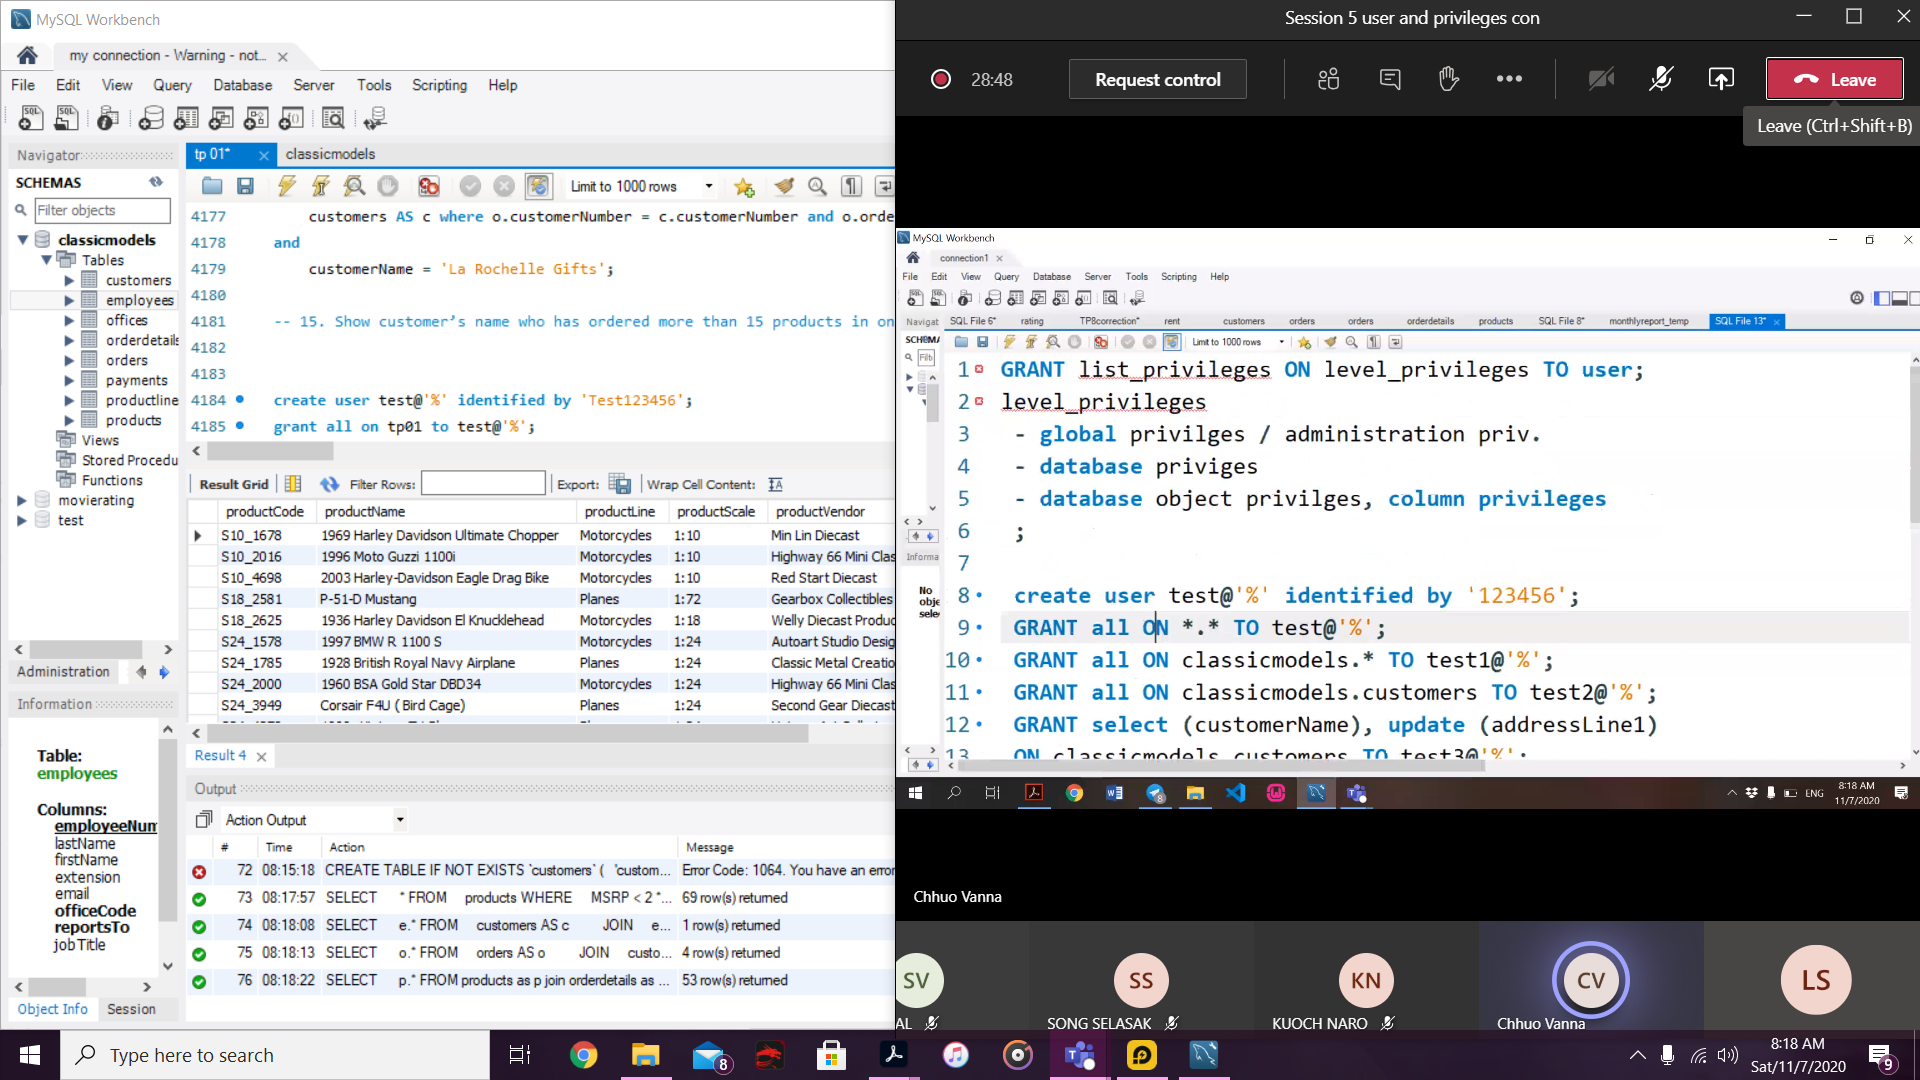 MySQL Workbench
my connection - Warning - not...
File Edit View Query Database Server Tools Scripting Help
Navigator
SCHEMAS
Filter objects
classicmodels
Tables
customers
employees
offices
orderdetails
orders
payments
productline
products
Views
Stored Procedu
Functions
movierating
test
Administration
Information
Table:
employees
Columns:
employeeNum
lastName
firstName
extension
email
officeCode
reportsTo
jobTitle
Object Info Session
tp 01* classicmodels
Limit to 1000 rows
4177 customers AS c where o.customerNumber = c.customerNumber and o.orde
4178 and
4179 customerName = 'La Rochelle Gifts';
4180
4181 -- 15. Show customer’s name who has ordered more than 15 products in on
4182
4183
4184 create user test@'%' identified by 'Test123456';
4185 grant all on tp01 to test@'%';
Result Grid Filter Rows: Export: Wrap Cell Content:
productCode productName productLine productScale productVendor
S10_1678 1969 Harley Davidson Ultimate Chopper Motorcycles 1:10 Min Lin Diecast
S10_2016 1996 Moto Guzzi 1100i Motorcycles 1:10 Highway 66 Mini Clas
S10_4698 2003 Harley-Davidson Eagle Drag Bike Motorcycles 1:10 Red Start Diecast
S18_2581 P-51-D Mustang Planes 1:72 Gearbox Collectibles
S18_2625 1936 Harley Davidson El Knucklehead Motorcycles 1:18 Welly Diecast Produc
S24_1578 1997 BMW R 1100 S Motorcycles 1:24 Autoart Studio Desig
S24_1785 1928 British Royal Navy Airplane Planes 1:24 Classic Metal Creatio
S24_2000 1960 BSA Gold Star DBD34 Motorcycles 1:24 Highway 66 Mini Clas
S24_3949 Corsair F4U ( Bird Cage) Planes 1:24 Second Gear Diecast
Result 4
Output
Action Output
# Time Action Message
72 08:15:18 CREATE TABLE IF NOT EXISTS `customers` ( `custom... Error Code: 1064. You have an error
73 08:17:57 SELECT * FROM products WHERE MSRP < 2 *... 69 row(s) returned
74 08:18:08 SELECT e.* FROM customers AS c JOIN e... 1 row(s) returned
75 08:18:13 SELECT o.* FROM orders AS o JOIN custo... 4 row(s) returned
76 08:18:22 SELECT p.* FROM products as p join orderdetails as ... 53 row(s) returned
Session 5 user and privileges con
28:48
Request control
Leave
Leave (Ctrl+Shift+B)
MySQL Workbench
connection1
File Edit View Query Database Server Tools Scripting Help
Navigat
SCHEMA
Filt
SQL File 6* rating TP8correction* rent customers orders orders orderdetails products SQL File 8* monthlyreport_temp SQL File 13*
Limit to 1000 rows
1 GRANT list_privileges ON level_privileges TO user;
2 level_privileges
3 - global privilges / administration priv.
4 - database priviges
5 - database object privilges, column privileges
6 ;
7
8 create user test@'%' identified by '123456';
9 GRANT all ON *.* TO test@'%';
10 GRANT all ON classicmodels.* TO test1@'%';
11 GRANT all ON classicmodels.customers TO test2@'%';
12 GRANT select (customerName), update (addressLine1)
13 ON classicmodels.customers TO test3@'%';
Informa
No
obje
selec
ENG
8:18 AM
11/7/2020
Chhuo Vanna
SV
AL
SS
SONG SELASAK
KN
KUOCH NARO
CV
Chhuo Vanna
LS
Type here to search
8
8:18 AM
Sat/11/7/2020
9